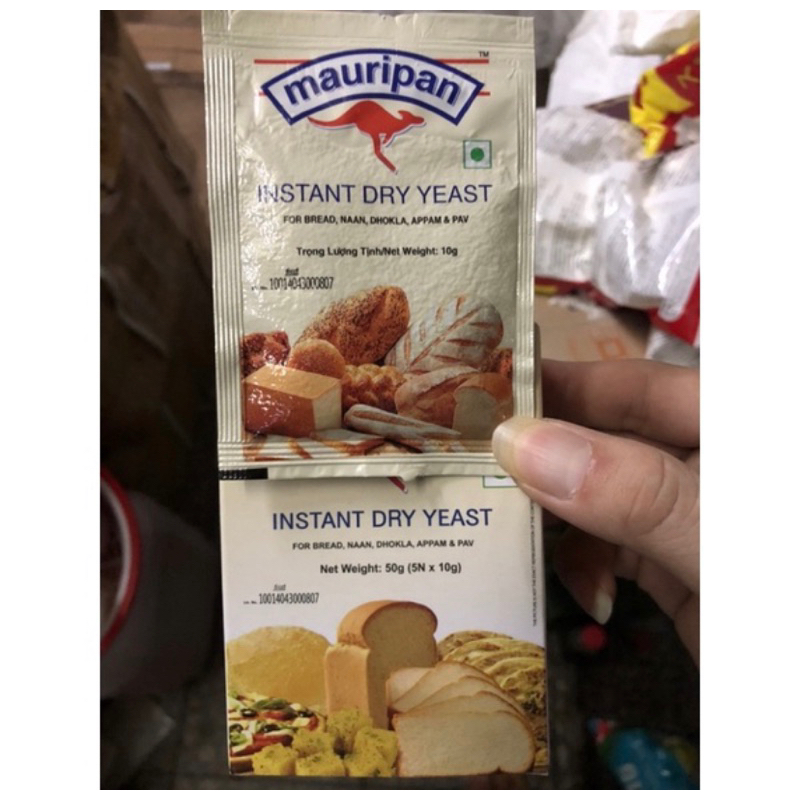 mauripan
TM
INSTANT DRY YEAST
FOR BREAD, NAAN, DHOKLA, APPAM & PAV
Trọng Lượng Tịnh/Net Weight: 10g
10014043000807
INSTANT DRY YEAST
FOR BREAD, NAAN, DHOKLA, APPAM & PAV
Net Weight: 50g (5N x 10g)
10014043000807